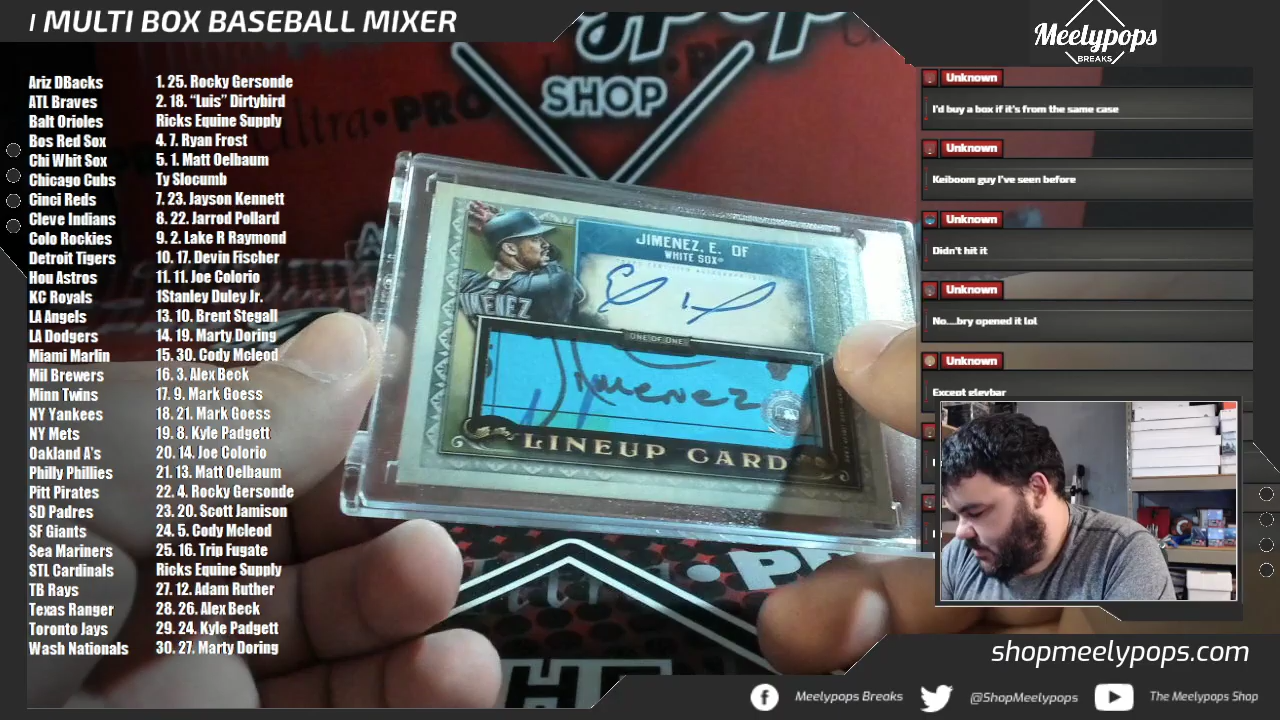 MULTI BOX BASEBALL MIXER
Meelypops
BREAKS
SHOP
Ariz DBacks 1. 25. Rocky Gersonde
ATL Braves 2. 18. “Luis” Dirtybird
Balt Orioles Ricks Equine Supply
Bos Red Sox 4. 7. Ryan Frost
Chi Whit Sox 5. 1. Matt Oelbaum
Chicago Cubs Ty Slocumb
Cinci Reds 7. 23. Jayson Kennett
Cleve Indians 8. 22. Jarrod Pollard
Colo Rockies 9. 2. Lake R Raymond
Detroit Tigers 10. 17. Devin Fischer
Hou Astros 11. 11. Joe Colorio
KC Royals 1Stanley Duley Jr.
LA Angels 13. 10. Brent Stegall
LA Dodgers 14. 19. Marty Doring
Miami Marlin 15. 30. Cody Mcleod
Mil Brewers 16. 3. Alex Beck
Minn Twins 17. 9. Mark Goess
NY Yankees 18. 21. Mark Goess
NY Mets 19. 8. Kyle Padgett
Oakland A's 20. 14. Joe Colorio
Philly Phillies 21. 13. Matt Oelbaum
Pitt Pirates 22. 4. Rocky Gersonde
SD Padres 23. 20. Scott Jamison
SF Giants 24. 5. Cody Mcleod
Sea Mariners 25. 16. Trip Fugate
STL Cardinals Ricks Equine Supply
TB Rays 27. 12. Adam Ruther
Texas Ranger 28. 26. Alex Beck
Toronto Jays 29. 24. Kyle Padgett
Wash Nationals 30. 27. Marty Doring
JIMENEZ, E. OF
WHITE SOX
JIMENEZ
ONE OF ONE
Jimenez
LINEUP CARD
Unknown
I'd buy a box if it's from the same case
Unknown
Keiboom guy I've seen before
Unknown
Didn't hit it
Unknown
No....bry opened it lol
Unknown
Except elevbar
shopmeelypops.com
Meelypops Breaks
@ShopMeelypops
The Meelypops Shop